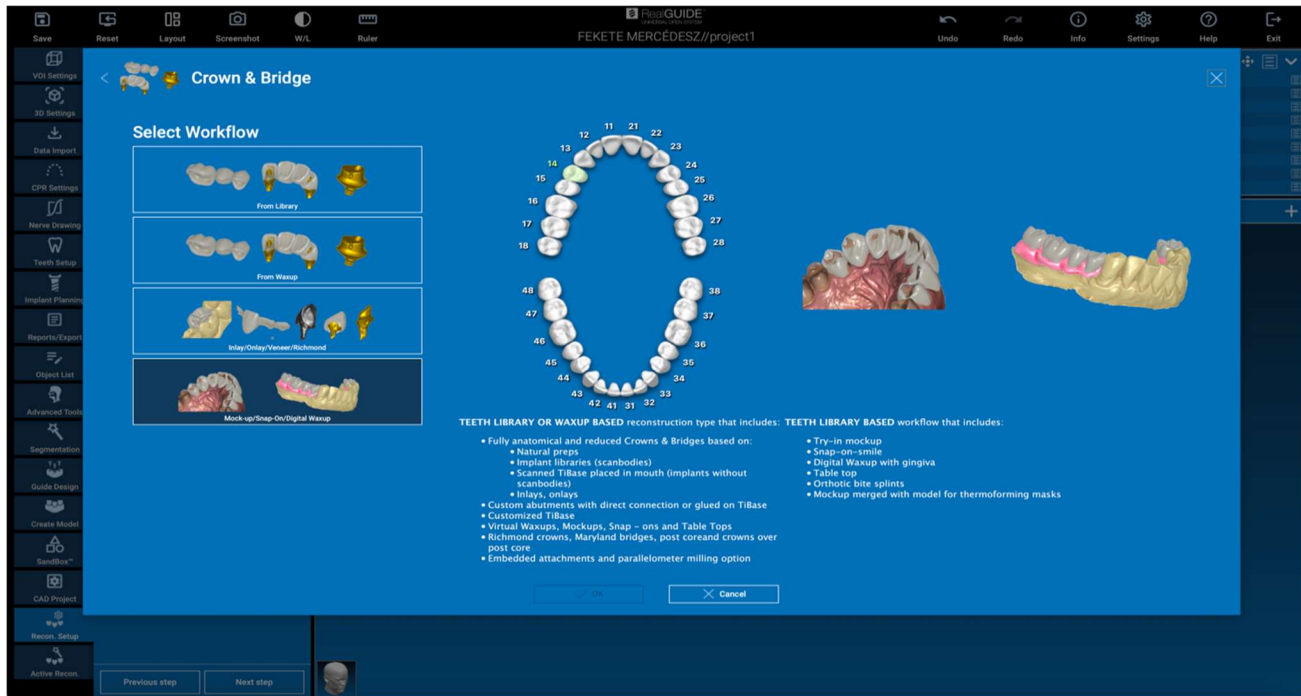 RealGUIDE™
UNIVERSAL OPEN SYSTEM
Save
Reset
Layout
Screenshot
W/L
Ruler
FEKETE MERCÉDESZ//project1
Undo
Redo
Info
Settings
Help
Exit
VOI Settings
3D Settings
Data Import
CPR Settings
Nerve Drawing
Teeth Setup
Implant Planning
Reports/Export
Object List
Advanced Tools
Segmentation
Guide Design
Create Model
SandBox™
CAD Project
Recon. Setup
Active Recon.
Crown & Bridge
Select Workflow
From Library
From Waxup
Inlay/Onlay/Veneer/Richmond
Mock-up/Snap-On/Digital Waxup
11 21
12 22
13 23
14 24
15 25
16 26
17 27
18 28
48 38
47 37
46 36
45 35
44 34
43 33
42 41 31 32
TEETH LIBRARY OR WAXUP BASED reconstruction type that includes:
• Fully anatomical and reduced Crowns & Bridges based on:
• Natural preps
• Implant libraries (scanbodies)
• Scanned TiBase placed in mouth (implants without
scanbodies)
• Inlays, onlays
• Custom abutments with direct connection or glued on TiBase
• Customized TiBase
• Virtual Waxups, Mockups, Snap – ons and Table Tops
• Richmond crowns, Maryland bridges, post coreand crowns over
post core
• Embedded attachments and parallelometer milling option
TEETH LIBRARY BASED workflow that includes:
• Try-in mockup
• Snap-on-smile
• Digital Waxup with gingiva
• Table top
• Orthotic bite splints
• Mockup merged with model for thermoforming masks
OK
Cancel
Previous step
Next step